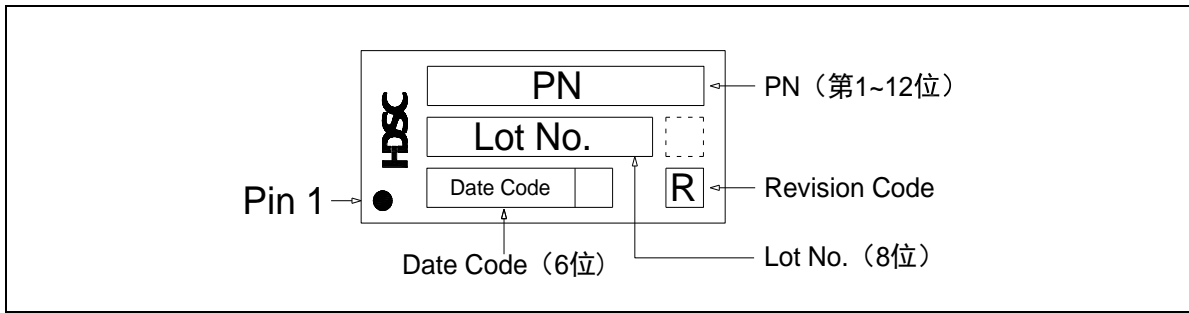 HDSC
PN
PN（第1~12位）
Lot No.
Date Code
R
Revision Code
Pin 1
Date Code（6位）
Lot No.（8位）